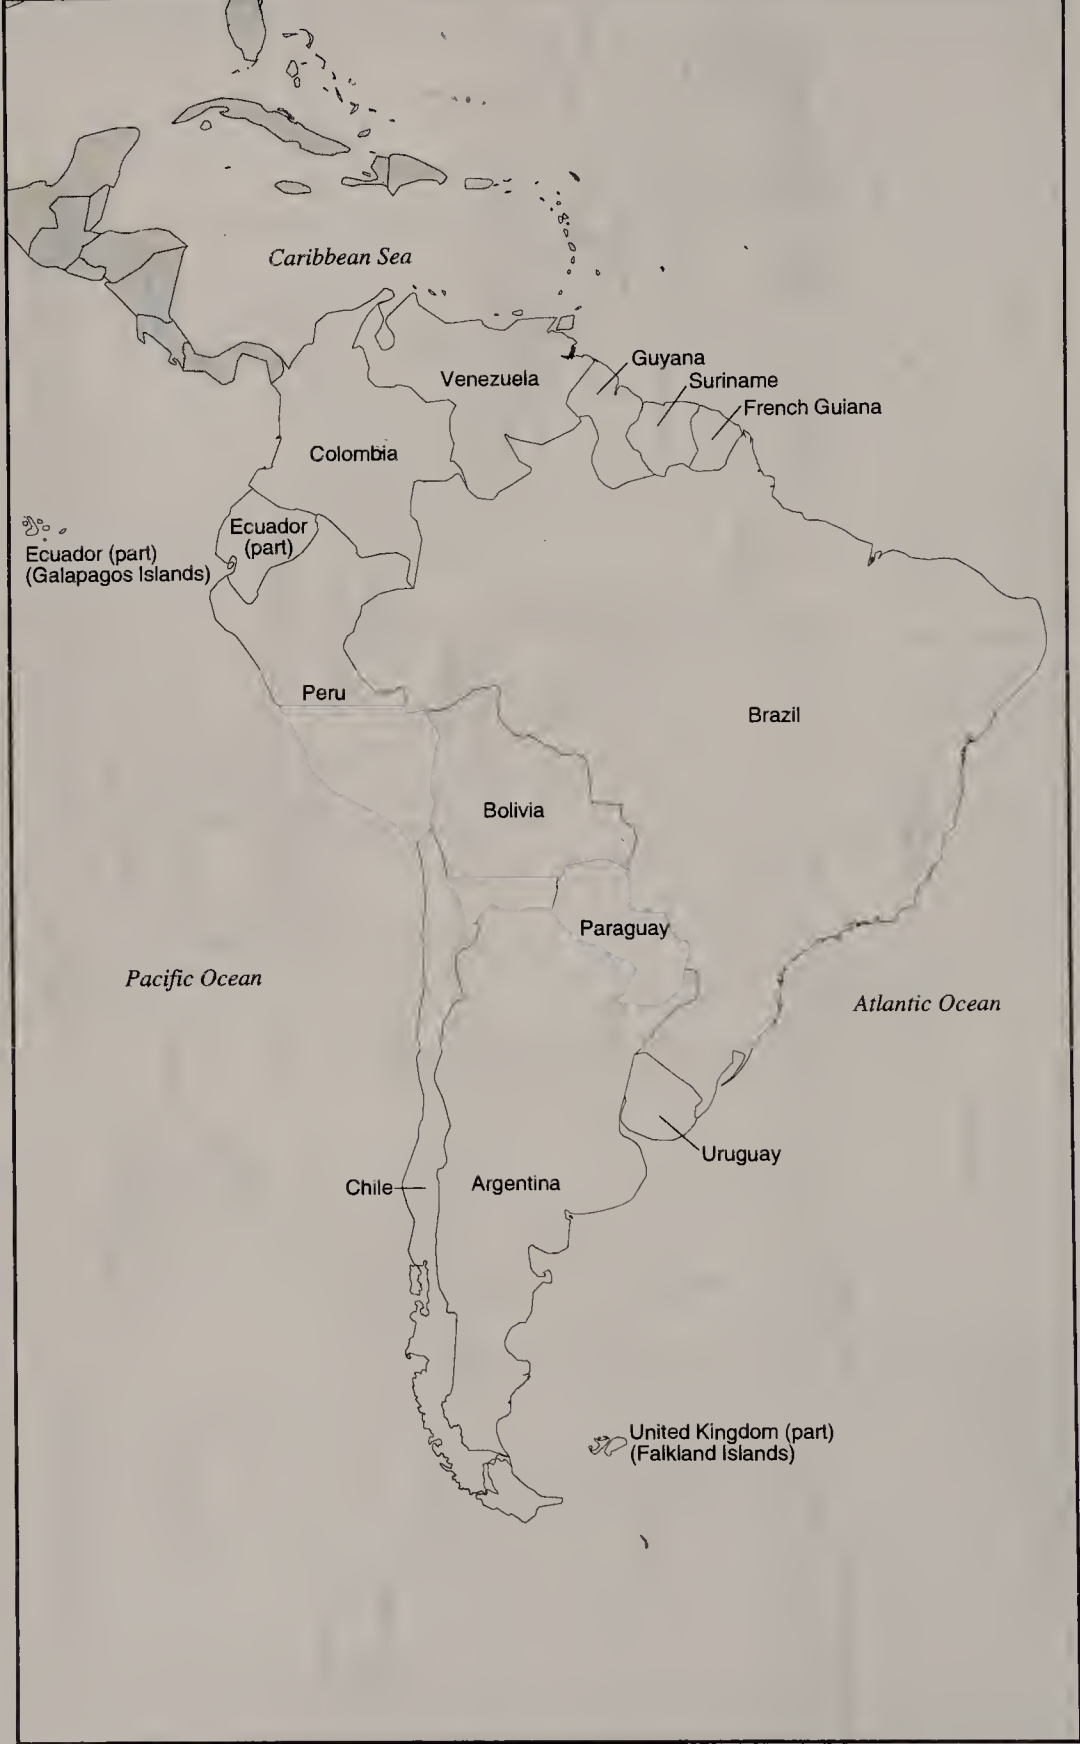 Caribbean Sea
Guyana
Venezuela
Suriname
French Guiana
Colombia
Ecuador
(part)
Ecuador (part)
(Galapagos Islands)
Peru
Brazil
Bolivia
Paraguay
Pacific Ocean
Atlantic Ocean
Uruguay
Chile
Argentina
United Kingdom (part)
(Falkland Islands)